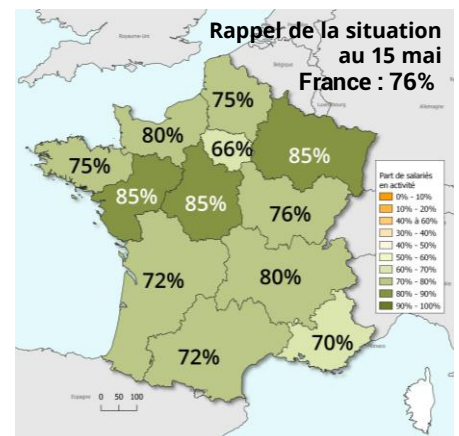 Rappel de la situation
au 15 mai
France : 76%
Royaume-Uni
Belgique
Luxembourg
Allemagne
75%
80%
66%
75%
85%
85%
85%
76%
72%
80%
72%
70%
Part de salariés
en activité
0% - 10%
10% - 20%
40% à 60%
30% - 40%
40% - 50%
50% - 60%
60% - 70%
70% - 80%
80% - 90%
90% - 100%
Espagne
0 50 100